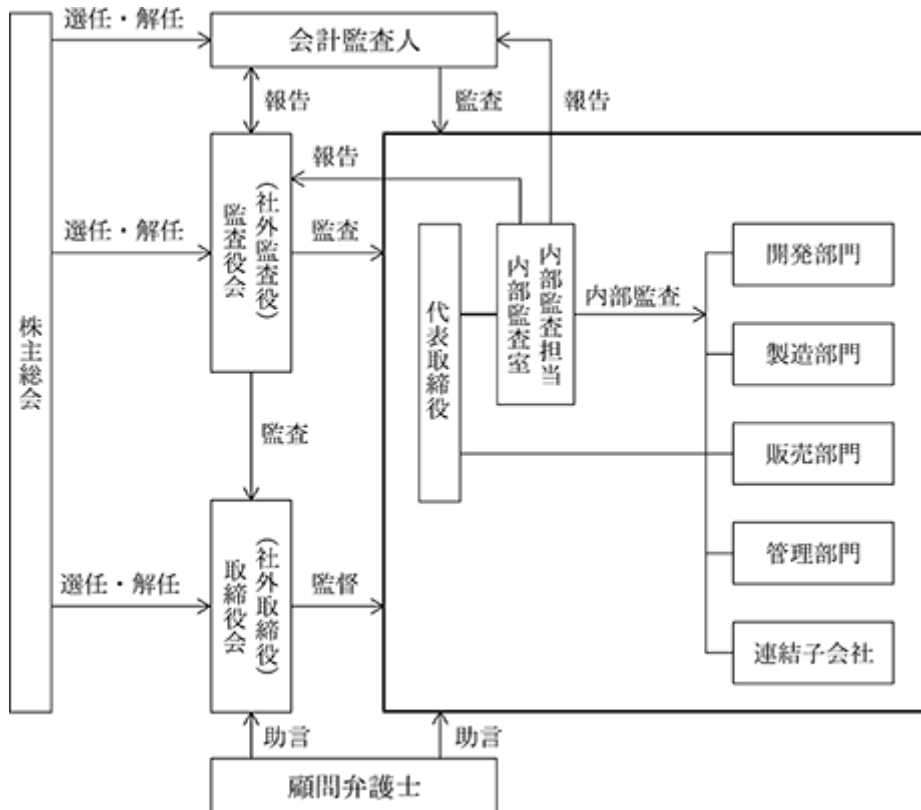 選任・解任
会計監査人
報告
監査
報告
報告
株主総会
選任・解任
監査役会
(社外監査役)
監査
代表取締役
内部監査室
内部監査担当
内部監査
開発部門
製造部門
監査
販売部門
選任・解任
取締役会
(社外取締役)
監督
管理部門
連結子会社
助言
助言
顧問弁護士